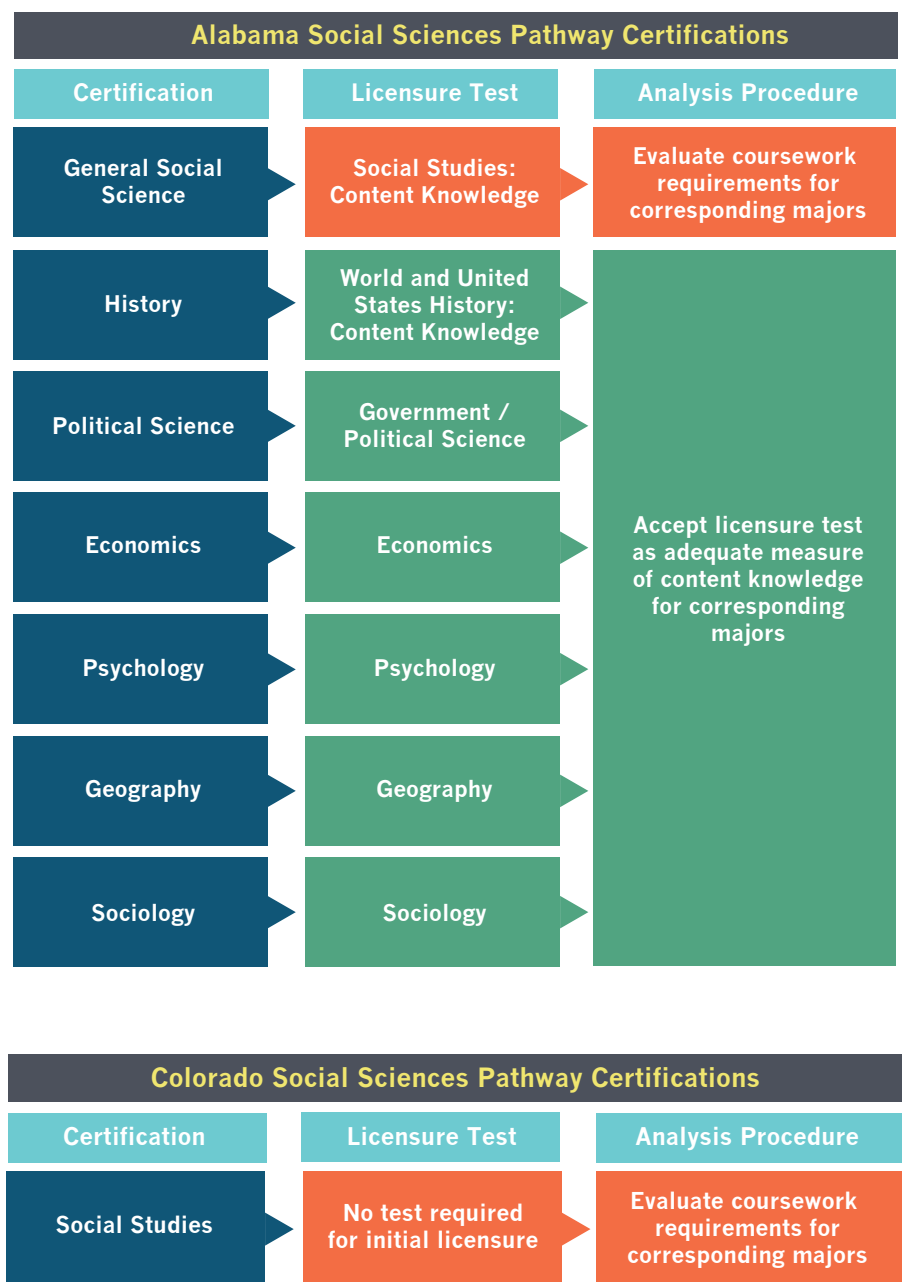 Alabama Social Sciences Pathway Certifications
Certification
Licensure Test
Analysis Procedure
General Social
Science
Social Studies:
Content Knowledge
Evaluate coursework
requirements for
corresponding majors
History
World and United
States History:
Content Knowledge
Political Science
Government /
Political Science
Economics
Economics
Psychology
Psychology
Geography
Geography
Sociology
Sociology
Accept licensure test
as adequate measure
of content knowledge
for corresponding
majors
Colorado Social Sciences Pathway Certifications
Certification
Licensure Test
Analysis Procedure
Social Studies
No test required
for initial licensure
Evaluate coursework
requirements for
corresponding majors